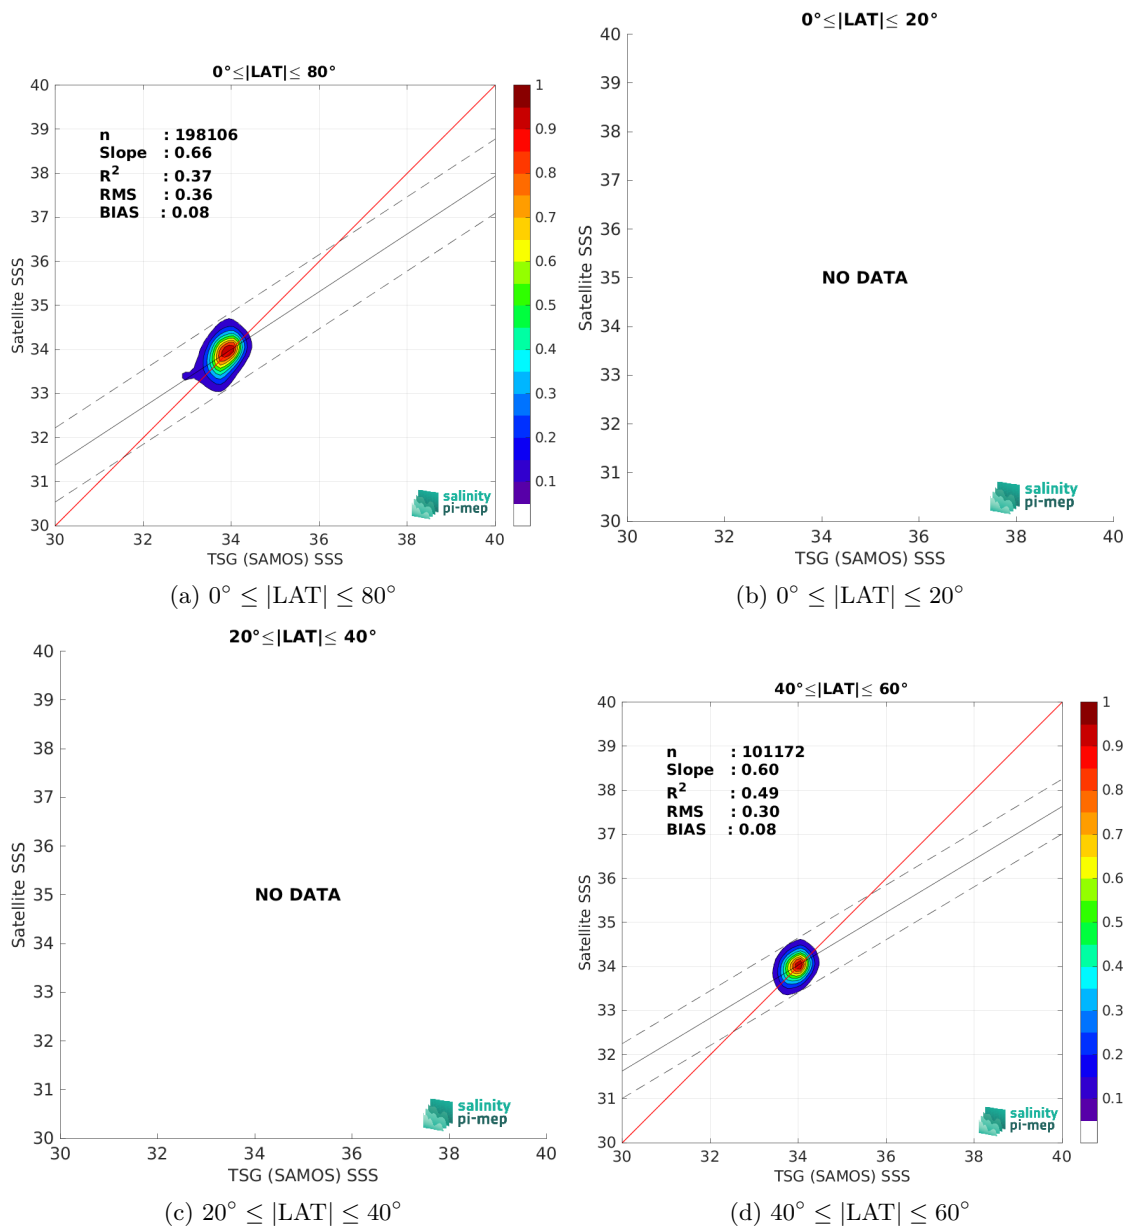 0°≤|LAT|≤ 80°
n : 198106
Slope : 0.66
R² : 0.37
RMS : 0.36
BIAS : 0.08
40
39
38
37
36
35
34
33
32
31
30
Satellite SSS
30 32 34 36 38 40
TSG (SAMOS) SSS
1
0.9
0.8
0.7
0.6
0.5
0.4
0.3
0.2
0.1
salinity
pi-mep
(a) 0° ≤ |LAT| ≤ 80°
0°≤|LAT|≤ 20°
40
39
38
37
36
35
34
33
32
31
30
Satellite SSS
NO DATA
30 32 34 36 38 40
TSG (SAMOS) SSS
salinity
pi-mep
(b) 0° ≤ |LAT| ≤ 20°
20°≤|LAT|≤ 40°
40
39
38
37
36
35
34
33
32
31
30
Satellite SSS
NO DATA
30 32 34 36 38 40
TSG (SAMOS) SSS
salinity
pi-mep
(c) 20° ≤ |LAT| ≤ 40°
40°≤|LAT|≤ 60°
n : 101172
Slope : 0.60
R² : 0.49
RMS : 0.30
BIAS : 0.08
40
39
38
37
36
35
34
33
32
31
30
Satellite SSS
30 32 34 36 38 40
TSG (SAMOS) SSS
1
0.9
0.8
0.7
0.6
0.5
0.4
0.3
0.2
0.1
salinity
pi-mep
(d) 40° ≤ |LAT| ≤ 60°